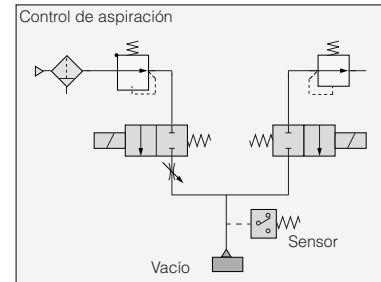 Control de aspiración
Sensor
Vacío